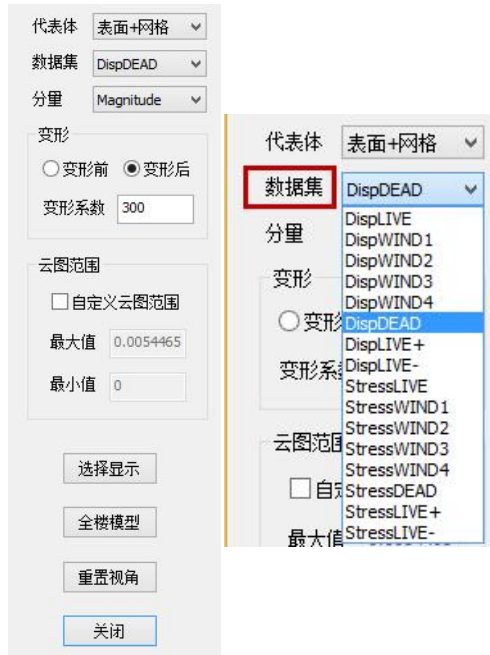 代表体 表面+网格
数据集 DispDEAD
分量 Magnitude
变形
变形前 变形后
变形系数 300
云图范围
自定义云图范围
最大值 0.0054465
最小值 0
选择显示
全楼模型
重置视角
关闭
代表体 表面+网格
数据集 DispDEAD
分量
变形
变形
变形系
云图范围
自
最大值
DispLIVE
DispWIND1
DispWIND2
DispWIND3
DispWIND4
DispDEAD
DispLIVE+
DispLIVE-
StressLIVE
StressWIND1
StressWIND2
StressWIND3
StressWIND4
StressDEAD
StressLIVE+
StressLIVE-